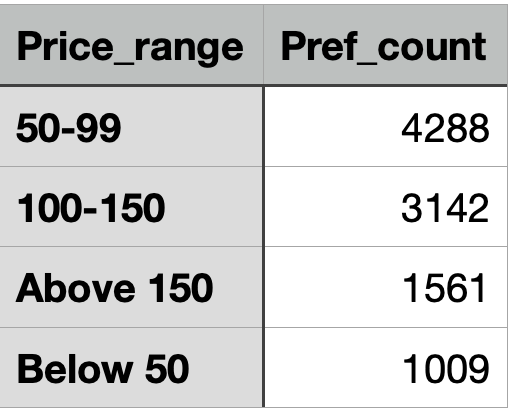 Price_range Pref_count
50-99 4288
100-150 3142
Above 150 1561
Below 50 1009